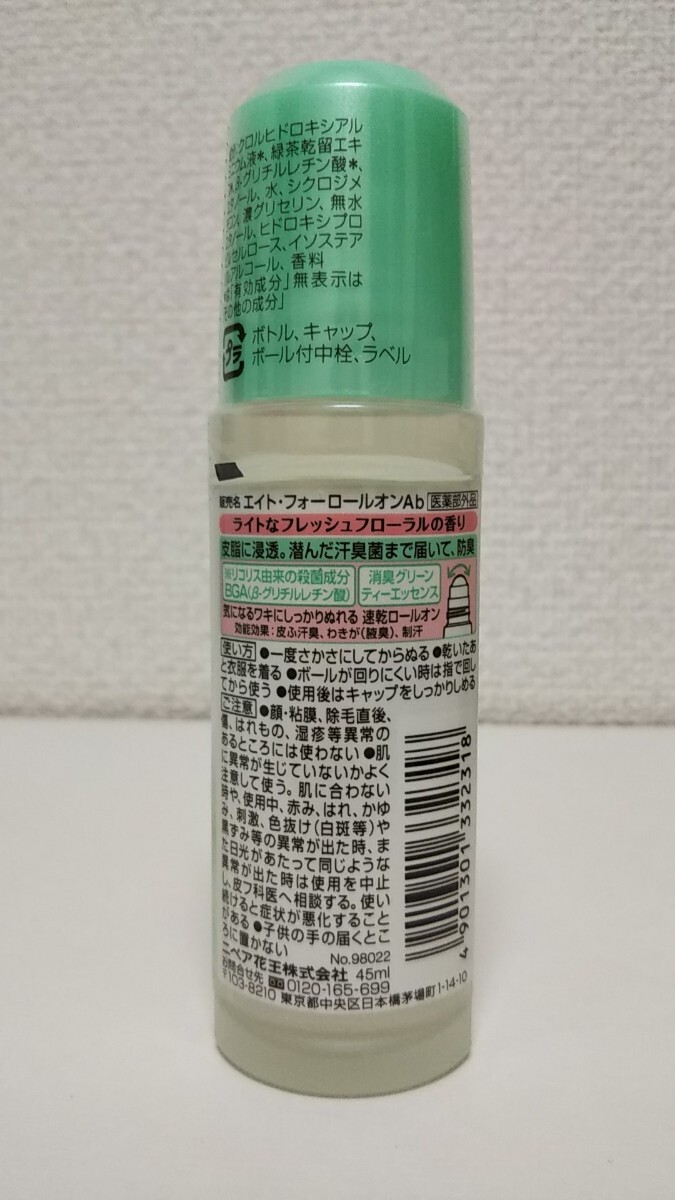 クロルヒドロキシアル
ニウム液*、緑茶乾留エキ
グリチルレチン酸*、
ノール、水、シクロジメ
コン、濃グリセリン、無水
ノール、ヒドロキシプロ
セルロース、イソステア
アルコール、香料
「有効成分」無表示は
その他の成分」
プラ
ボトル、キャップ、
ボール付中栓、ラベル
販売名 エイト・フォーロールオンAb 医薬部外品
ライトなフレッシュフローラルの香り
皮脂に浸透。潜んだ汗臭菌まで届いて、防臭
※リコリス由来の殺菌成分 消臭グリーン
BGA(β-グリチルレチン酸) ティーエッセンス
気になるワキにしっかりぬれる 速乾ロールオン
効能効果:皮ふ汗臭、わきが(腋臭)、制汗
使い方 ●一度さかさにしてからぬる ●乾いたあ
と衣服を着る ●ボールが回りにくい時は指で回し
てから使う ●使用後はキャップをしっかりしめる
ご注意 ●顔・粘膜、除毛直後、
傷、はれもの、湿疹等異常の
あるところには使わない ●肌
に異常が生じていないかよく
注意して使う。肌に合わない
時や、使用中、赤み、はれ、かゆ
み、刺激、色抜け(白斑等)や
黒ずみ等の異常が出た時、ま
た日光があたって同じような
異常が出た時は使用を中止
し、皮フ科医へ相談する。使い
続けると症状が悪化すること
がある ●子供の手の届くとこ
ろに置かない
No.98022
ニベア花王株式会社 45ml
お問合せ先 0120-165-699
〒103-8210 東京都中央区日本橋茅場町1-14-10
4901301332318